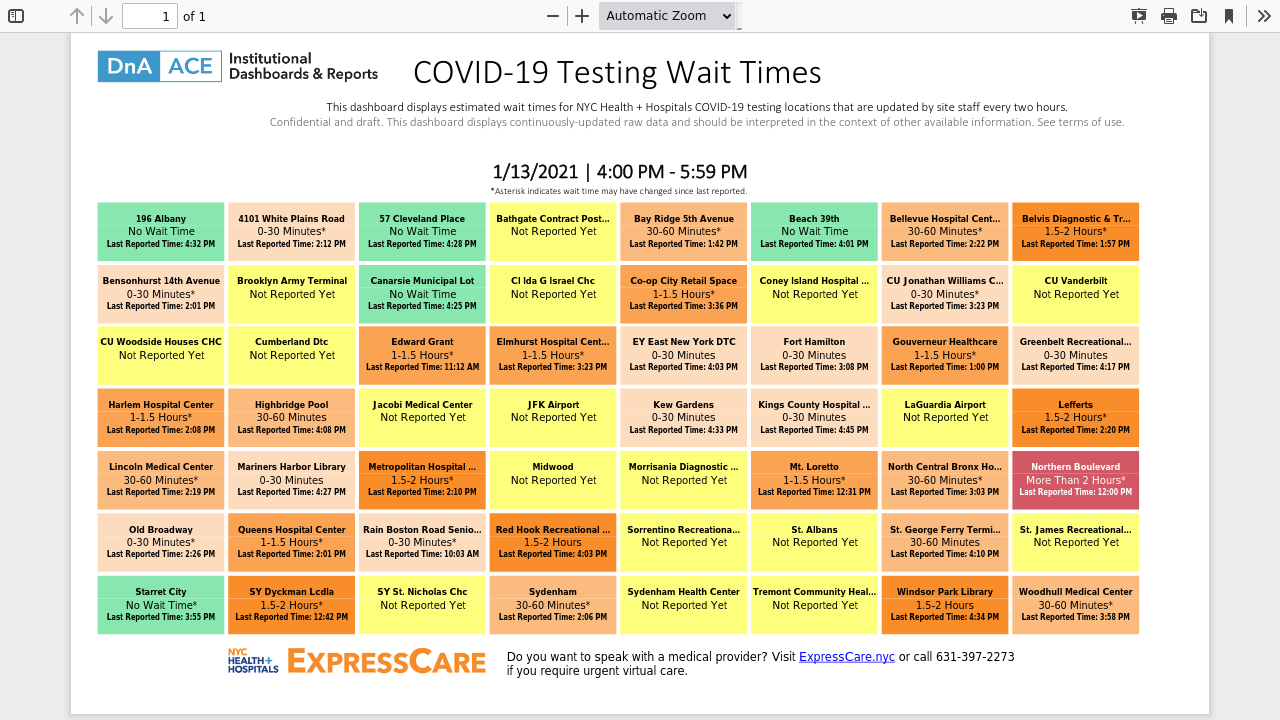 1 of 1 Automatic Zoom
DnA ACE Institutional
Dashboards & Reports
COVID-19 Testing Wait Times
This dashboard displays estimated wait times for NYC Health + Hospitals COVID-19 testing locations that are updated by site staff every two hours.
Confidential and draft. This dashboard displays continuously-updated raw data and should be interpreted in the context of other available information. See terms of use.
1/13/2021 | 4:00 PM - 5:59 PM
*Asterisk indicates wait time may have changed since last reported.
196 Albany
No Wait Time
Last Reported Time: 4:32 PM
4101 White Plains Road
0-30 Minutes*
Last Reported Time: 2:12 PM
57 Cleveland Place
No Wait Time
Last Reported Time: 4:28 PM
Bathgate Contract Post...
Not Reported Yet
Bay Ridge 5th Avenue
30-60 Minutes*
Last Reported Time: 1:42 PM
Beach 39th
No Wait Time
Last Reported Time: 4:01 PM
Bellevue Hospital Cent...
30-60 Minutes*
Last Reported Time: 2:22 PM
Belvis Diagnostic & Tr...
1.5-2 Hours*
Last Reported Time: 1:57 PM
Bensonhurst 14th Avenue
0-30 Minutes*
Last Reported Time: 2:01 PM
Brooklyn Army Terminal
Not Reported Yet
Canarsie Municipal Lot
No Wait Time
Last Reported Time: 4:25 PM
Cl Ida G Israel Chc
Not Reported Yet
Co-op City Retail Space
1-1.5 Hours*
Last Reported Time: 3:36 PM
Coney Island Hospital ...
Not Reported Yet
CU Jonathan Williams C...
0-30 Minutes*
Last Reported Time: 3:23 PM
CU Vanderbilt
Not Reported Yet
CU Woodside Houses CHC
Not Reported Yet
Cumberland Dtc
Not Reported Yet
Edward Grant
1-1.5 Hours*
Last Reported Time: 11:12 AM
Elmhurst Hospital Cent...
1-1.5 Hours*
Last Reported Time: 3:23 PM
EY East New York DTC
0-30 Minutes
Last Reported Time: 4:03 PM
Fort Hamilton
0-30 Minutes
Last Reported Time: 3:08 PM
Gouverneur Healthcare
1-1.5 Hours*
Last Reported Time: 1:00 PM
Greenbelt Recreational...
0-30 Minutes
Last Reported Time: 4:17 PM
Harlem Hospital Center
1-1.5 Hours*
Last Reported Time: 2:08 PM
Highbridge Pool
30-60 Minutes
Last Reported Time: 4:08 PM
Jacobi Medical Center
Not Reported Yet
JFK Airport
Not Reported Yet
Kew Gardens
0-30 Minutes
Last Reported Time: 4:33 PM
Kings County Hospital ...
0-30 Minutes
Last Reported Time: 4:45 PM
LaGuardia Airport
Not Reported Yet
Lefferts
1.5-2 Hours*
Last Reported Time: 2:20 PM
Lincoln Medical Center
30-60 Minutes*
Last Reported Time: 2:19 PM
Mariners Harbor Library
0-30 Minutes
Last Reported Time: 4:27 PM
Metropolitan Hospital ...
1.5-2 Hours*
Last Reported Time: 2:10 PM
Midwood
Not Reported Yet
Morrisania Diagnostic ...
Not Reported Yet
Mt. Loretto
1-1.5 Hours*
Last Reported Time: 12:31 PM
North Central Bronx Ho...
30-60 Minutes*
Last Reported Time: 3:03 PM
Northern Boulevard
More Than 2 Hours*
Last Reported Time: 12:00 PM
Old Broadway
0-30 Minutes*
Last Reported Time: 2:26 PM
Queens Hospital Center
1-1.5 Hours*
Last Reported Time: 2:01 PM
Rain Boston Road Senio...
0-30 Minutes*
Last Reported Time: 10:03 AM
Red Hook Recreational ...
1.5-2 Hours
Last Reported Time: 4:03 PM
Sorrentino Recreationa...
Not Reported Yet
St. Albans
Not Reported Yet
St. George Ferry Termi...
30-60 Minutes
Last Reported Time: 4:10 PM
St. James Recreational...
Not Reported Yet
Starret City
No Wait Time*
Last Reported Time: 3:55 PM
SY Dyckman Lcdla
1.5-2 Hours*
Last Reported Time: 12:42 PM
SY St. Nicholas Chc
Not Reported Yet
Sydenham
30-60 Minutes*
Last Reported Time: 2:06 PM
Sydenham Health Center
Not Reported Yet
Tremont Community Heal...
Not Reported Yet
Windsor Park Library
1.5-2 Hours
Last Reported Time: 4:34 PM
Woodhull Medical Center
30-60 Minutes*
Last Reported Time: 3:58 PM
NYC
HEALTH+
HOSPITALS
EXPRESSCARE
Do you want to speak with a medical provider? Visit ExpressCare.nyc or call 631-397-2273
if you require urgent virtual care.